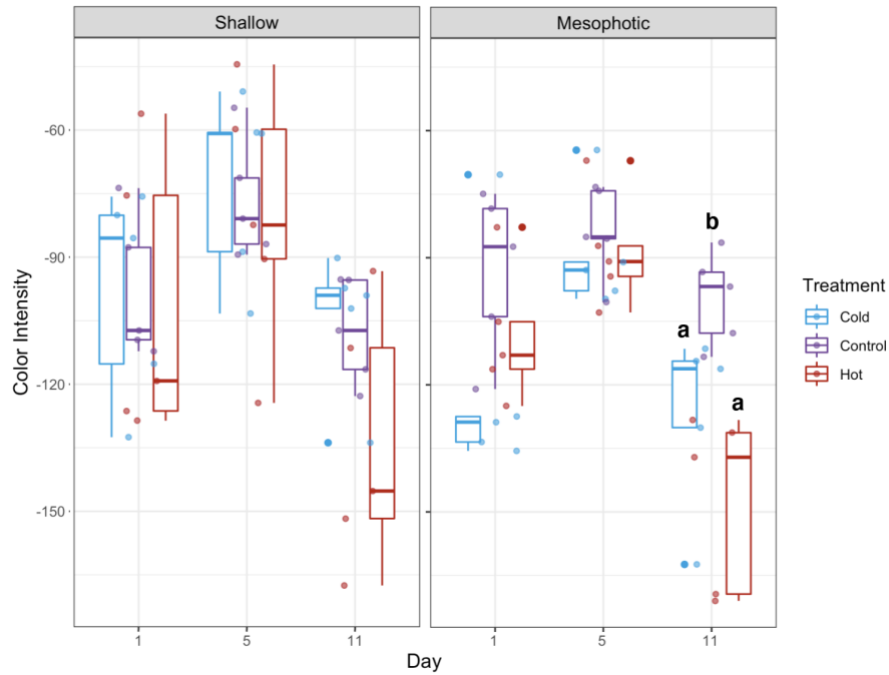 Shallow
Mesophotic
Color Intensity
-60
-90
-120
-150
b
a
a
Treatment
Cold
Control
Hot
1
5
11
1
5
11
Day